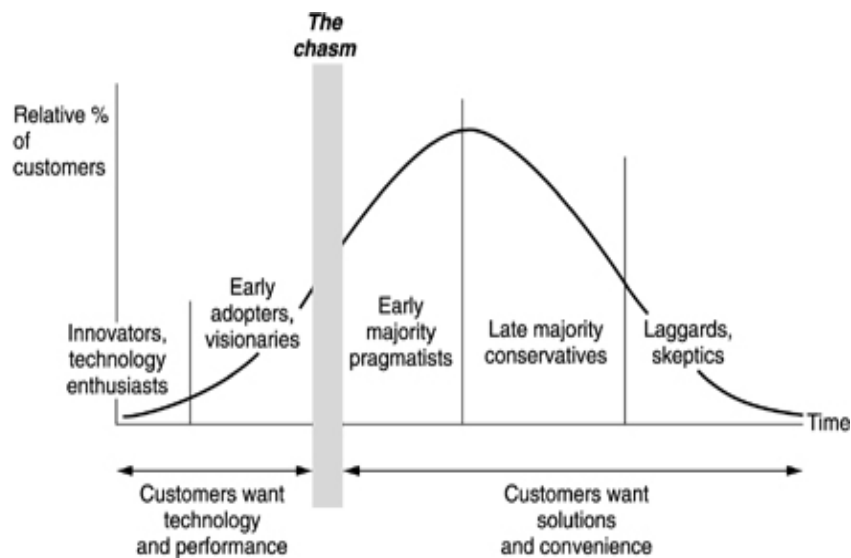 The
chasm
Relative %
of
customers
Innovators,
technology
enthusiasts
Early
adopters,
visionaries
Early
majority
pragmatists
Late majority
conservatives
Laggards,
skeptics
Time
Customers want
technology
and performance
Customers want
solutions
and convenience